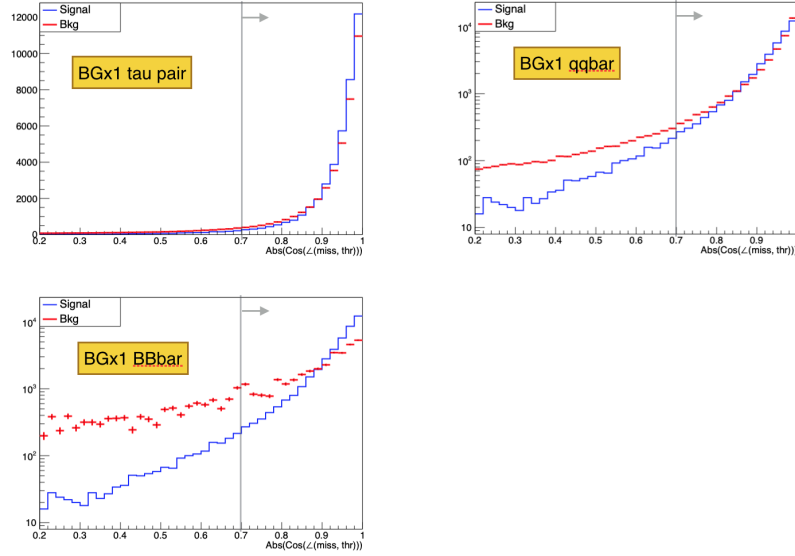 Signal
Bkg
BGx1 tau pair
12000
10000
8000
6000
4000
2000
0
0.2 0.3 0.4 0.5 0.6 0.7 0.8 0.9 1
Abs(Cos(∠(miss, thr)))
Signal
Bkg
BGx1 qqbar
10⁴
10³
10²
10
0.2 0.3 0.4 0.5 0.6 0.7 0.8 0.9
Abs(Cos(∠(miss, thr)
Signal
Bkg
BGx1 BBbar
10⁴
10³
10²
10
0.2 0.3 0.4 0.5 0.6 0.7 0.8 0.9 1
Abs(Cos(∠(miss, thr)))